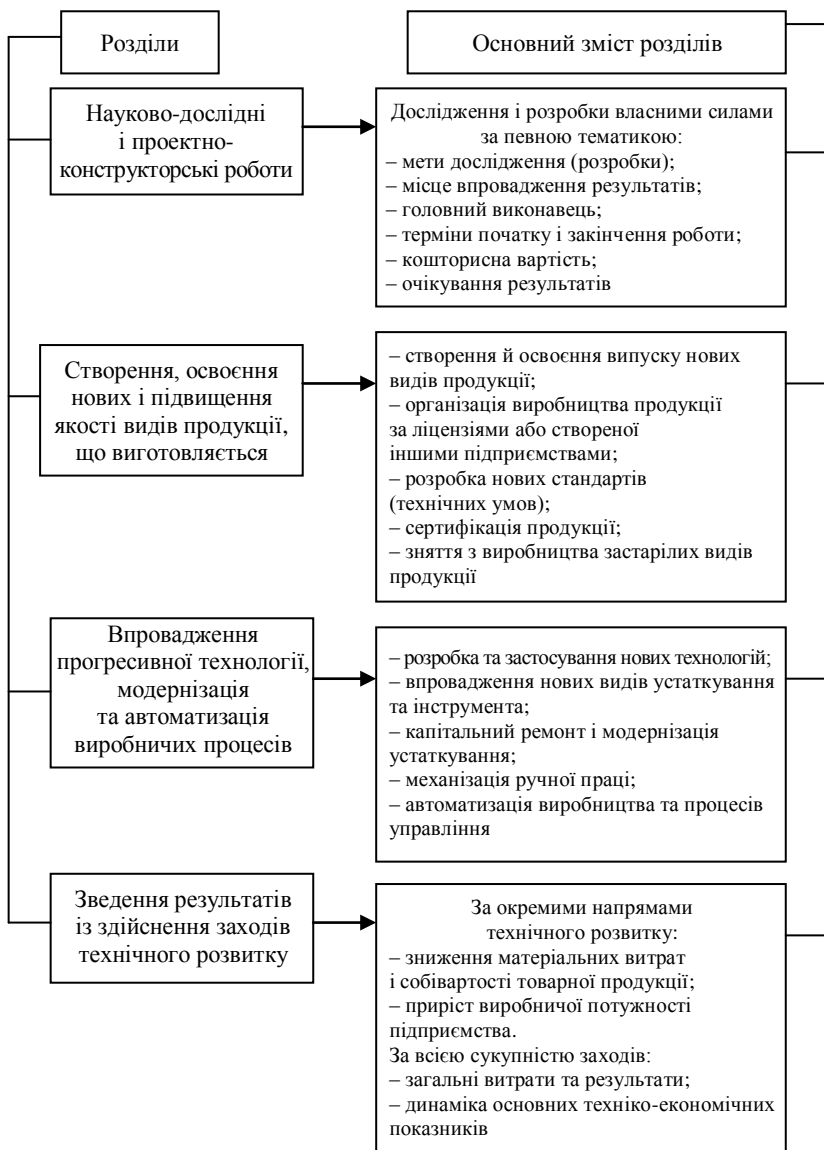 Розділи
Основний зміст розділів
Науково-дослідні
і проектно-
конструкторські роботи
Дослідження і розробки власними силами
за певною тематикою:
– мети дослідження (розробки);
– місце впровадження результатів;
– головний виконавець;
– терміни початку і закінчення роботи;
– кошторисна вартість;
– очікування результатів
Створення, освоєння
нових і підвищення
якості видів продукції,
що виготовляється
– створення й освоєння випуску нових
видів продукції;
– організація виробництва продукції
за ліцензіями або створеної
іншими підприємствами;
– розробка нових стандартів
(технічних умов);
– сертифікація продукції;
– зняття з виробництва застарілих видів
продукції
Впровадження
прогресивної технології,
модернізація
та автоматизація
виробничих процесів
– розробка та застосування нових технологій;
– впровадження нових видів устаткування
та інструмента;
– капітальний ремонт і модернізація
устаткування;
– механізація ручної праці;
– автоматизація виробництва та процесів
управління
Зведення результатів
із здійснення заходів
технічного розвитку
За окремими напрямами
технічного розвитку:
– зниження матеріальних витрат
і собівартості товарної продукції;
– приріст виробничої потужності
підприємства.
За всією сукупністю заходів:
– загальні витрати та результати;
– динаміка основних техніко-економічних
показників